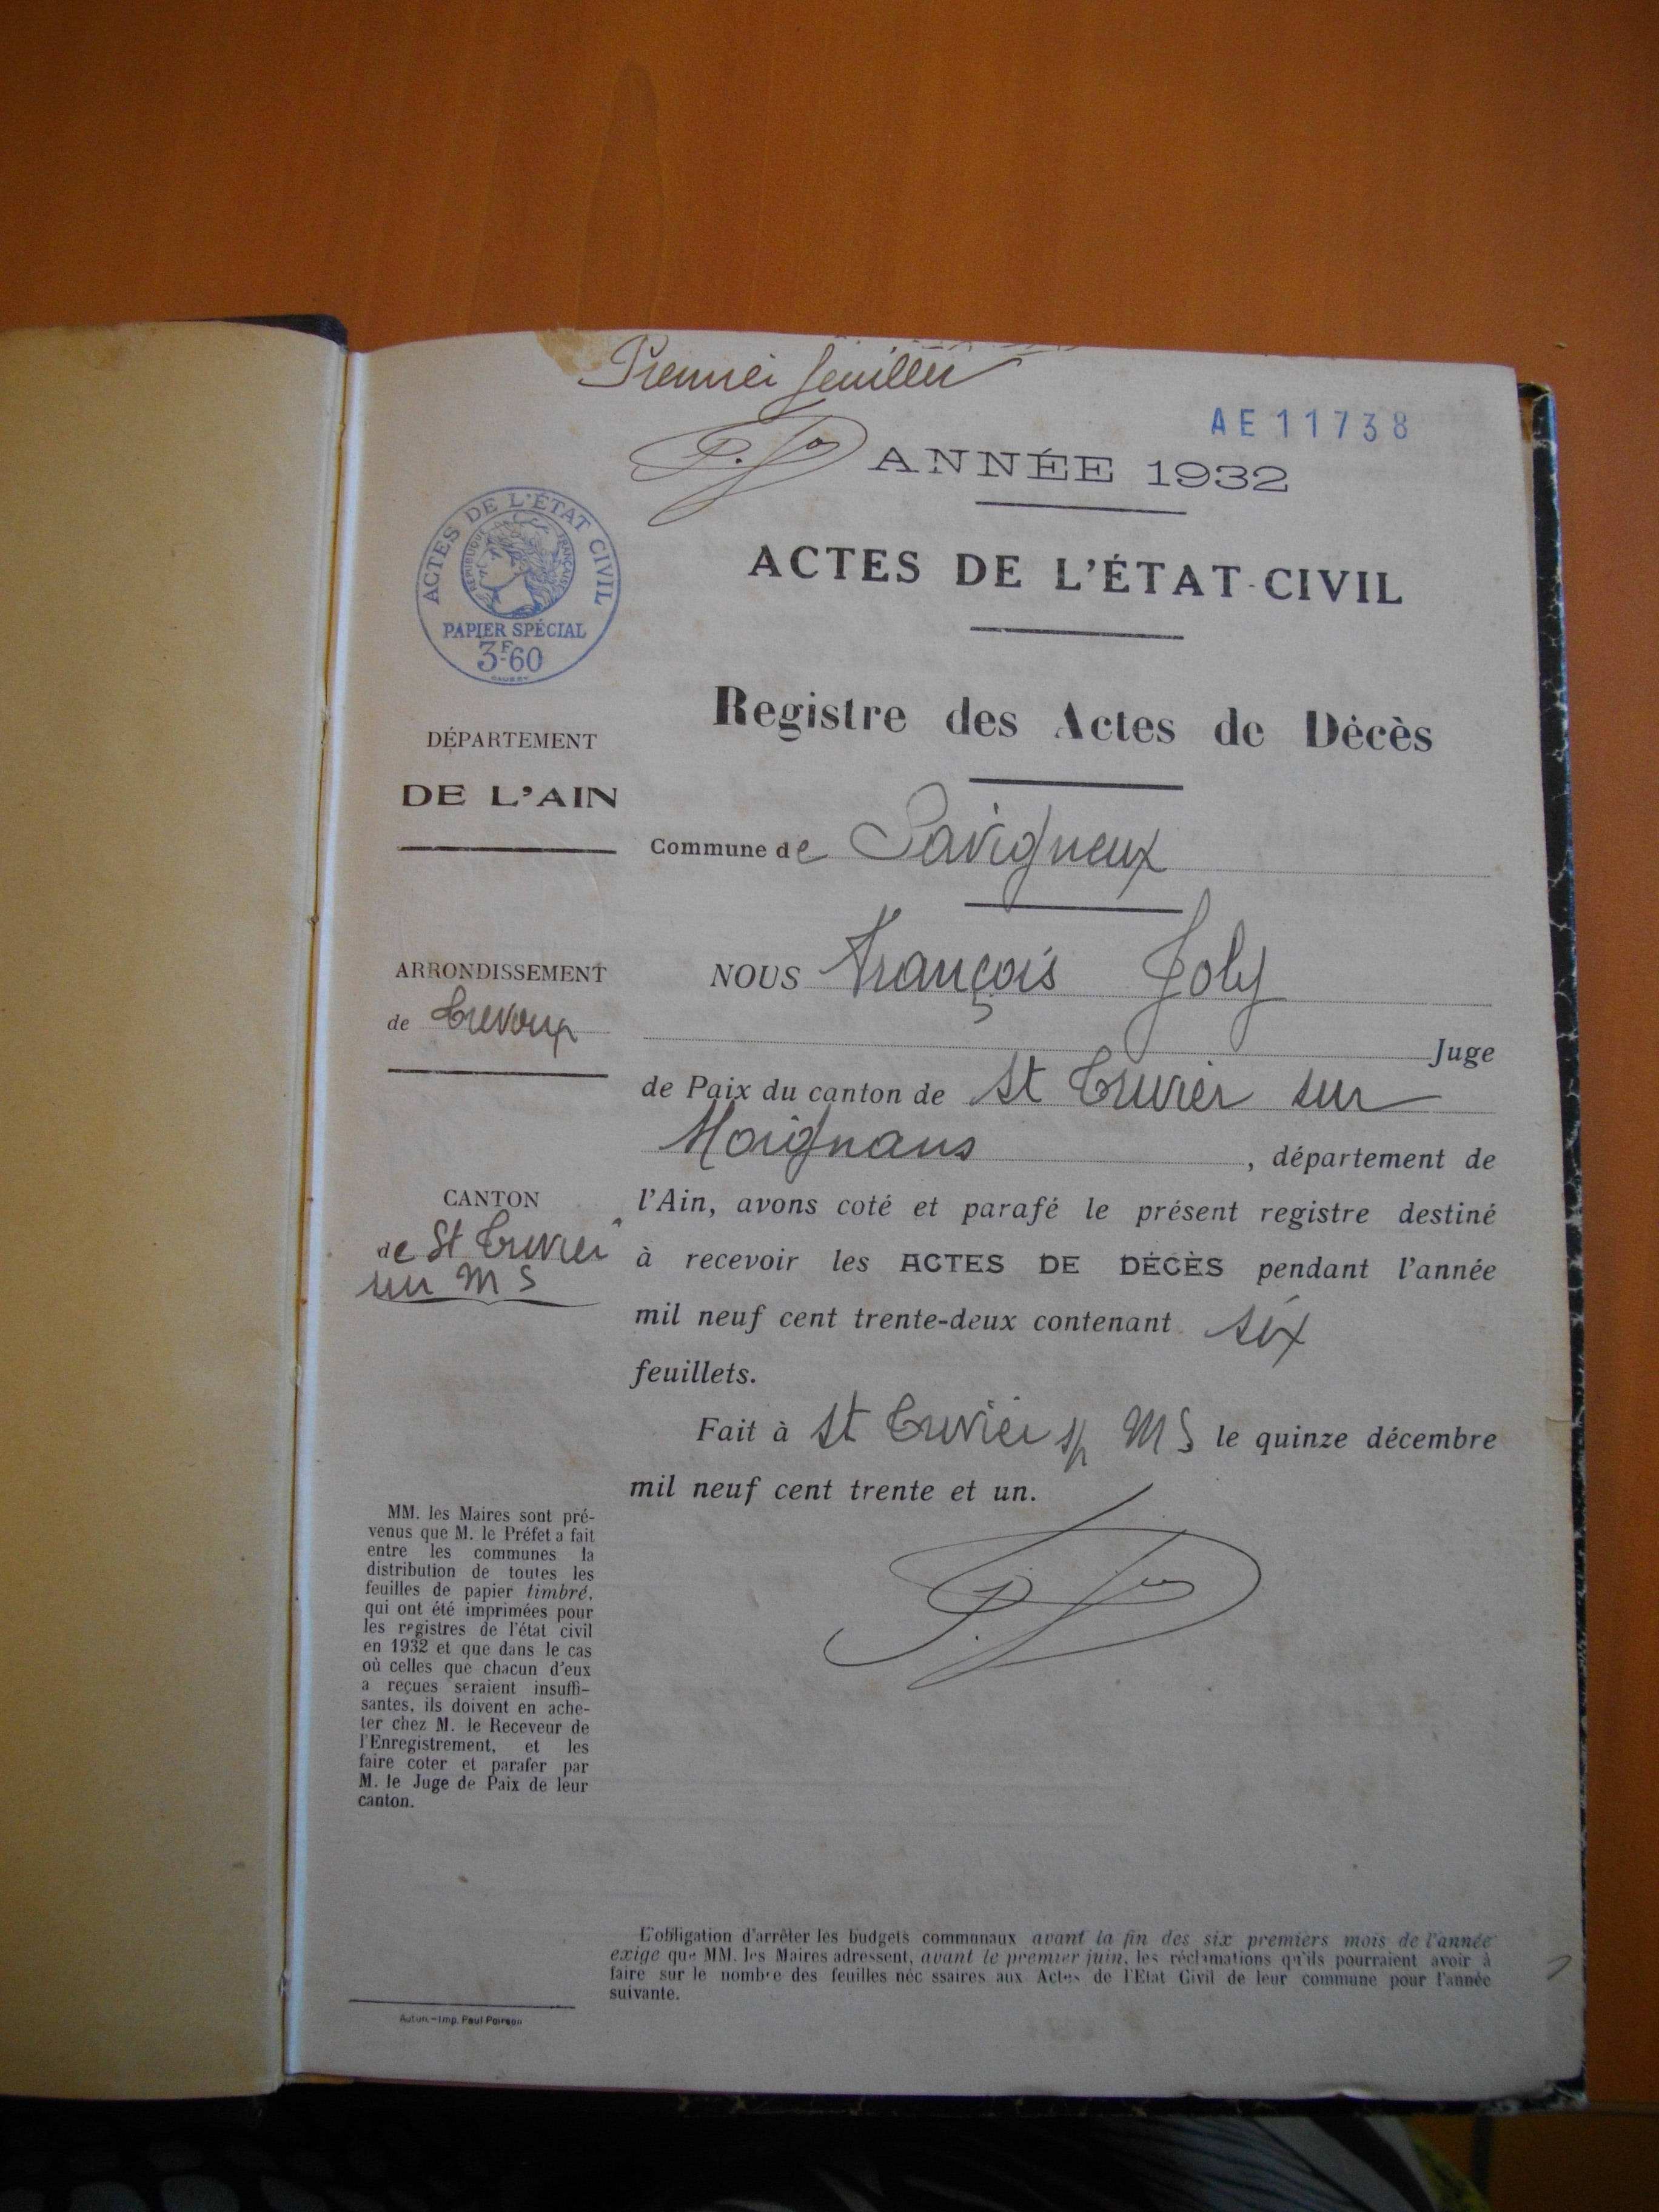 Premier feuillet
AE11738
ANNÉE 1932
ACTES DE L'ÉTAT CIVIL
RÉPUBLIQUE FRANÇAISE
PAPIER SPÉCIAL
3F60
ACTES DE L'ÉTAT-CIVIL
Registre des Actes de Décès
DÉPARTEMENT
DE L'AIN
Commune de Savigneux
ARRONDISSEMENT
de Trévoux
NOUS François Joly
Juge
de Paix du canton de St Trivier sur
Moignans, département de
CANTON
de St Trivier
sur M S
l'Ain, avons coté et parafé le présent registre destiné
à recevoir les ACTES DE DÉCÈS pendant l'année
mil neuf cent trente-deux contenant six
feuillets.
Fait à St Trivier s/ M S le quinze décembre
mil neuf cent trente et un.
MM. les Maires sont pré-
venus que M. le Préfet a fait
entre les communes la
distribution de toutes les
feuilles de papier timbré,
qui ont été imprimées pour
les registres de l'état civil
en 1932 et que dans le cas
où celles que chacun d'eux
a reçues seraient insuffi-
santes, ils doivent en ache-
ter chez M. le Receveur de
l'Enregistrement, et les
faire coter et parafer par
M. le Juge de Paix de leur
canton.
L'obligation d'arrêter les budgets communaux avant la fin des six premiers mois de l'année
exige que MM. les Maires adressent, avant le premier juin, les réclamations qu'ils pourraient avoir à
faire sur le nombre des feuilles nécessaires aux Actes de l'Etat Civil de leur commune pour l'année
suivante.
Autun. - Imp. Paul Poirson